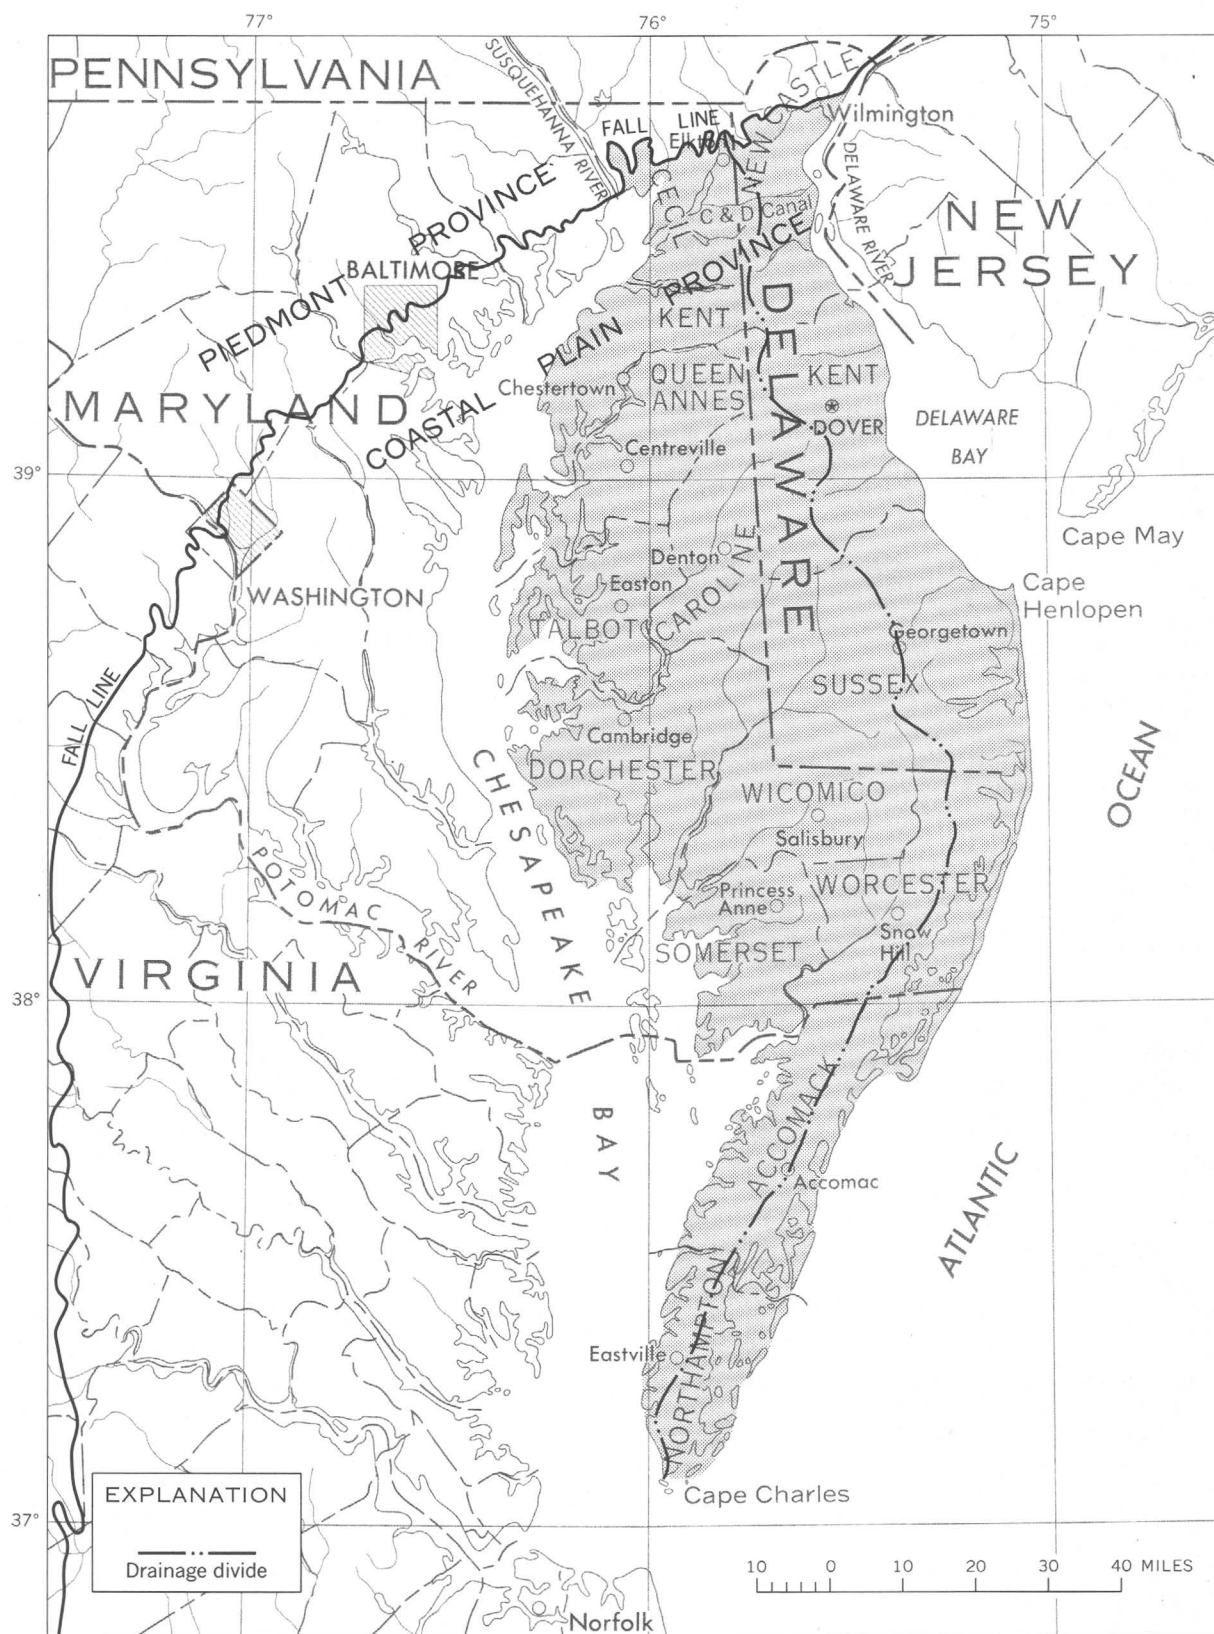 77°
76°
75°
PENNSYLVANIA
SUSQUEHANNA RIVER
FALL LINE
NEW CASTLE
Wilmington
NEW CASTLE
CECIL
C & D Canal
DELAWARE RIVER
NEW
JERSEY
PIEDMONT PROVINCE
BALTIMORE
COASTAL PLAIN PROVINCE
KENT
DELAWARE
MARYLAND
Chestertown
QUEEN
ANNES
KENT
DOVER
DELAWARE
BAY
Centreville
39°
Cape May
Denton
CAROLINE
Easton
WASHINGTON
Cape
Henlopen
TALBOT
Georgetown
SUSSEX
FALL LINE
Cambridge
DORCHESTER
CHESAPEAKE
BAY
WICOMICO
Salisbury
OCEAN
POTOMAC
RIVER
Princess
Anne
WORCESTER
Snow
Hill
SOMERSET
VIRGINIA
38°
ACCOMACK
Accomac
ATLANTIC
NORTHAMPTON
Eastville
Cape Charles
EXPLANATION
Drainage divide
37°
10 0 10 20 30 40 MILES
Norfolk